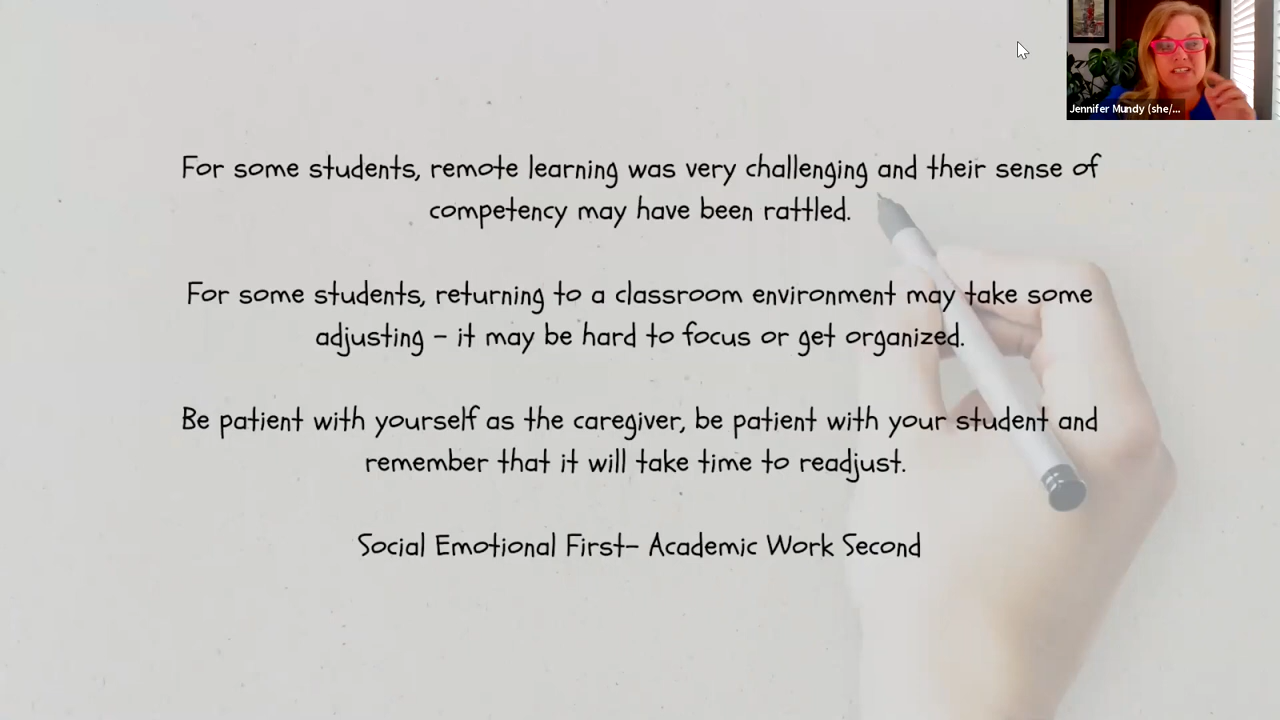 Jennifer Mundy (she/...
For some students, remote learning was very challenging and their sense of
competency may have been rattled.
For some students, returning to a classroom environment may take some
adjusting – it may be hard to focus or get organized.
Be patient with yourself as the caregiver, be patient with your student and
remember that it will take time to readjust.
Social Emotional First– Academic Work Second